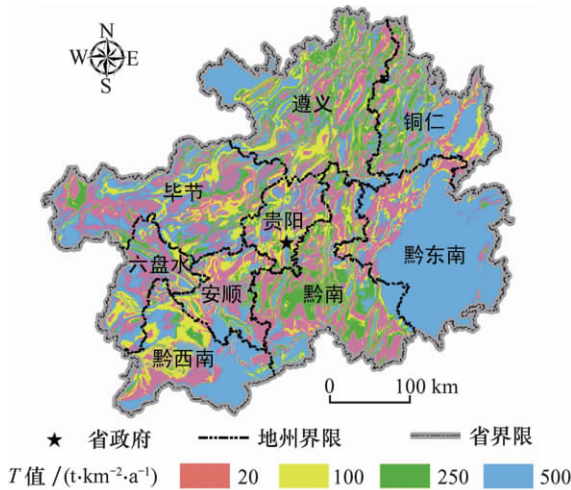 N
W E
S
遵义
铜仁
毕节
贵阳
黔东南
六盘水
安顺
黔南
黔西南
0 100 km
省政府 地州界限 省界限
T值/(t·km⁻²·a⁻¹) 20 100 250 500